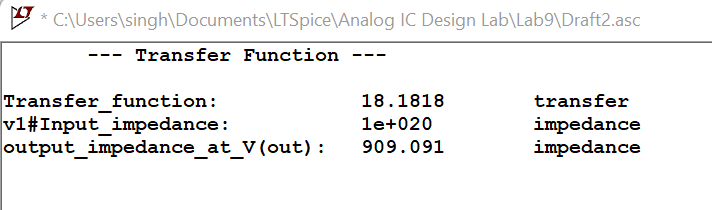 * C:\Users\singh\Documents\LTSpice\Analog IC Design Lab\Lab9\Draft2.asc
--- Transfer Function ---
Transfer_function: 18.1818 transfer
v1#Input_impedance: 1e+020 impedance
output_impedance_at_V(out): 909.091 impedance